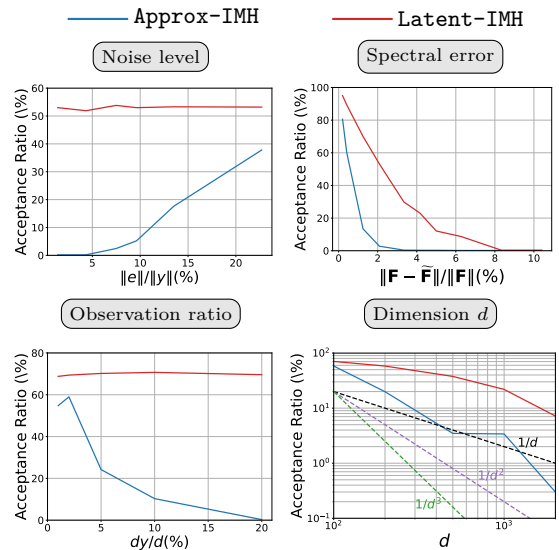 Approx-IMH Latent-IMH
Noise level
Acceptance Ratio (\%)
60
50
40
30
20
10
0
5 10 15 20
‖e‖/‖y‖(%)
Spectral error
Acceptance Ratio (\%)
100
80
60
40
20
0
0 2 4 6 8 10
‖F − F̃‖/‖F‖(%)
Observation ratio
Acceptance Ratio (\%)
80
60
40
20
0
0 5 10 15 20
dy/d(%)
Dimension d
Acceptance Ratio (\%)
10²
10¹
10⁰
10⁻¹
1/d
1/d²
1/d³
10² 10³
d